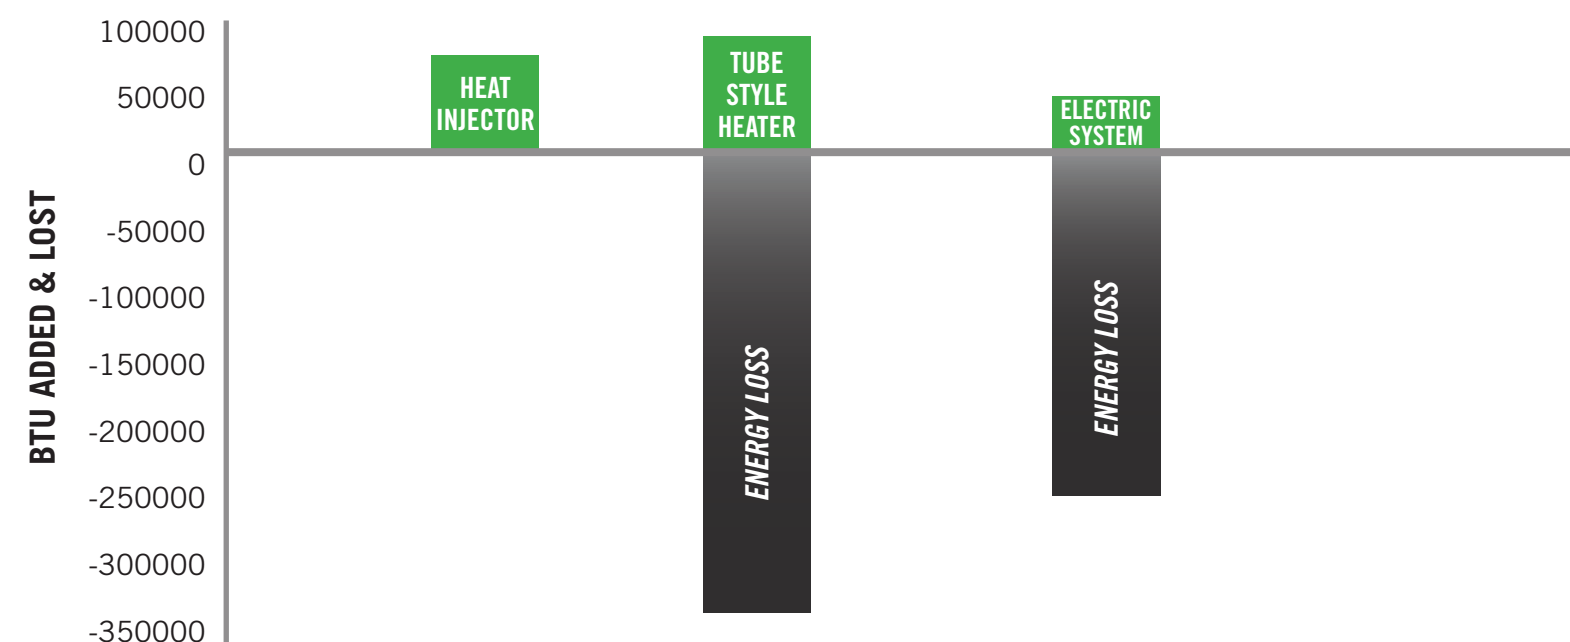 100000
50000
0
-50000
-100000
-150000
-200000
-250000
-300000
-350000
BTU ADDED & LOST
HEAT
INJECTOR
TUBE
STYLE
HEATER
ENERGY LOSS
ELECTRIC
SYSTEM
ENERGY LOSS